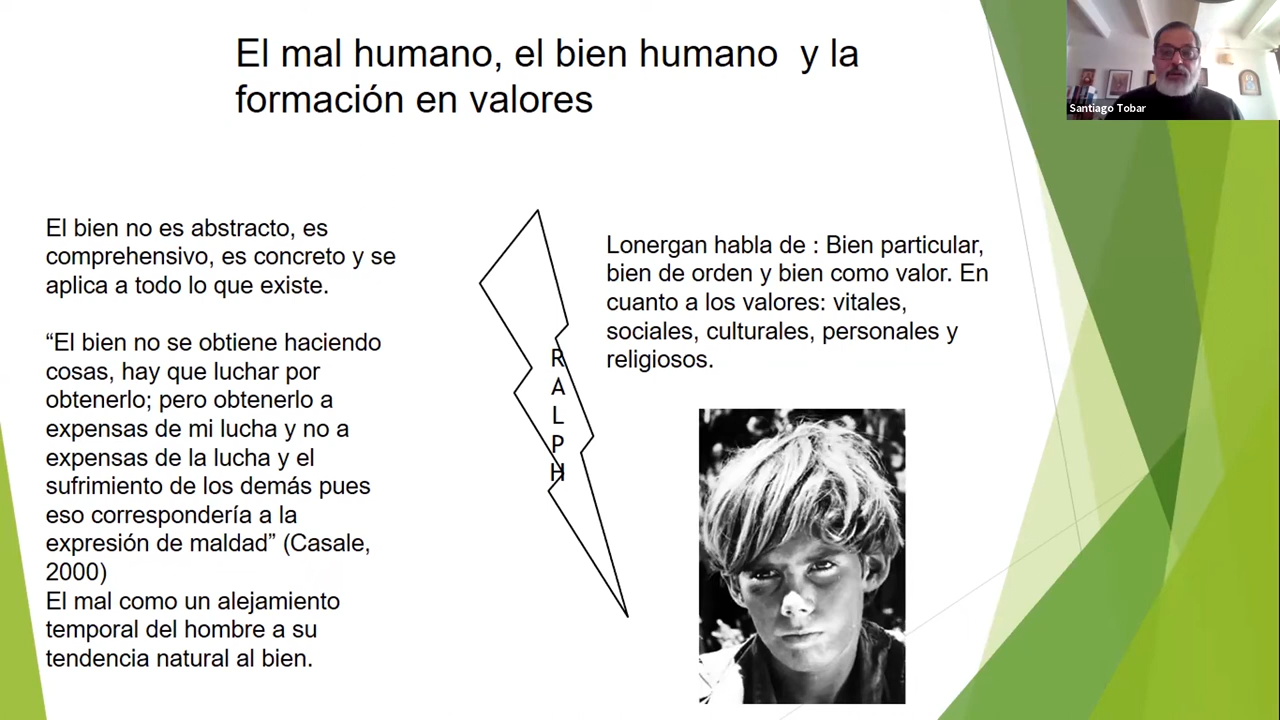 El mal humano, el bien humano y la
formación en valores
Santiago Tobar
El bien no es abstracto, es
comprehensivo, es concreto y se
aplica a todo lo que existe.
“El bien no se obtiene haciendo
cosas, hay que luchar por
obtenerlo; pero obtenerlo a
expensas de mi lucha y no a
expensas de la lucha y el
sufrimiento de los demás pues
eso correspondería a la
expresión de maldad” (Casale,
2000)
El mal como un alejamiento
temporal del hombre a su
tendencia natural al bien.
R
A
L
P
H
Lonergan habla de : Bien particular,
bien de orden y bien como valor. En
cuanto a los valores: vitales,
sociales, culturales, personales y
religiosos.